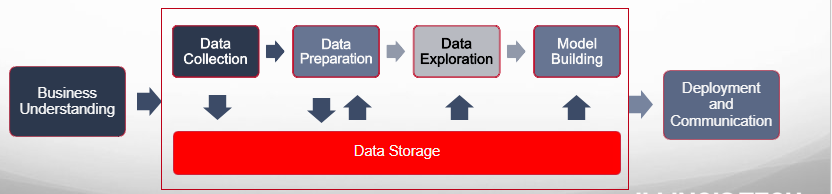 Data
Collection
Data
Preparation
Data
Exploration
Model
Building
Business
Understanding
Deployment
and
Communication
Data Storage